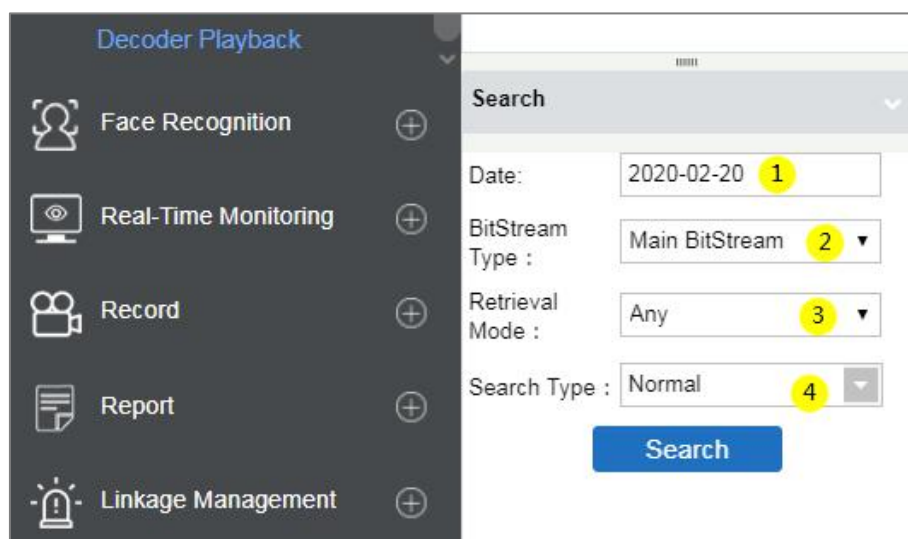 Decoder Playback
Face Recognition
Real-Time Monitoring
Record
Report
Linkage Management
Search
Date:
2020-02-20 1
BitStream
Type :
Main BitStream 2
Retrieval
Mode :
Any 3
Search Type :
Normal 4
Search